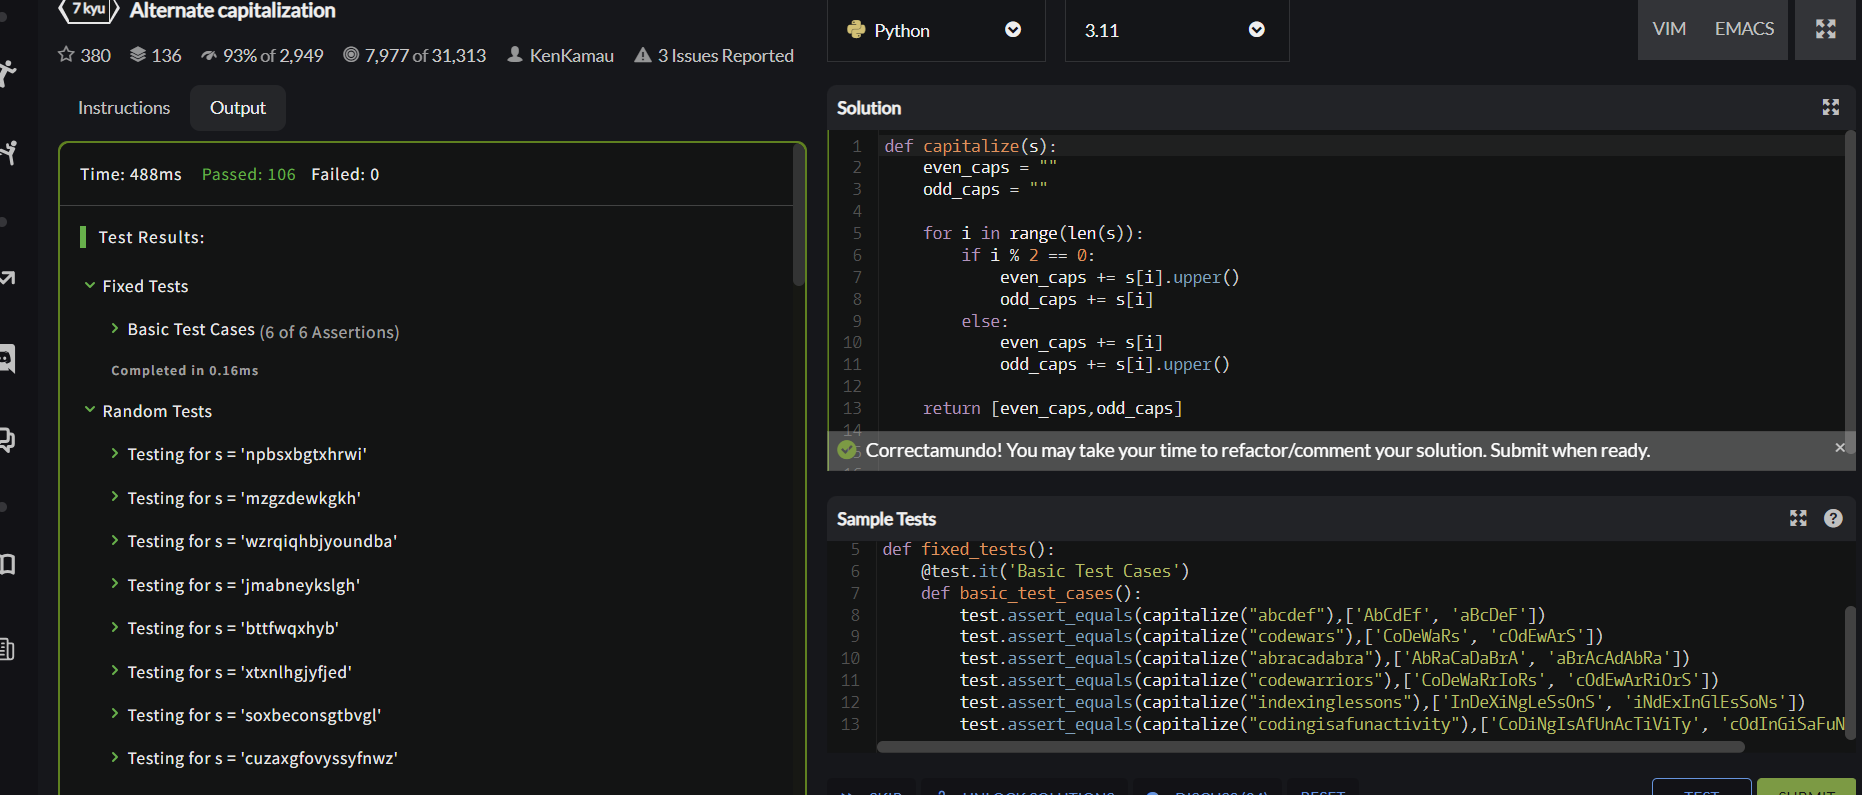 7 kyu Alternate capitalization
380 136 93% of 2,949 7,977 of 31,313 KenKamau 3 Issues Reported
Instructions Output
Time: 488ms Passed: 106 Failed: 0
Test Results:
Fixed Tests
Basic Test Cases (6 of 6 Assertions)
Completed in 0.16ms
Random Tests
Testing for s = 'npbsxbgtxhrwi'
Testing for s = 'mzgzdewkgkh'
Testing for s = 'wzrqiqhbjyoundba'
Testing for s = 'jmabneykslgh'
Testing for s = 'bttfwqxhyb'
Testing for s = 'xtxnlhgjyfjed'
Testing for s = 'soxbeconsgtbvgl'
Testing for s = 'cuzaxgfovyssyfnwz'
Python 3.11 VIM EMACS
Solution
1 def capitalize(s):
2     even_caps = ""
3     odd_caps = ""
4
5     for i in range(len(s)):
6         if i % 2 == 0:
7             even_caps += s[i].upper()
8             odd_caps += s[i]
9         else:
10             even_caps += s[i]
11             odd_caps += s[i].upper()
12
13     return [even_caps,odd_caps]
14
Correctamundo! You may take your time to refactor/comment your solution. Submit when ready. ×
Sample Tests ?
5 def fixed_tests():
6     @test.it('Basic Test Cases')
7     def basic_test_cases():
8         test.assert_equals(capitalize("abcdef"),['AbCdEf', 'aBcDeF'])
9         test.assert_equals(capitalize("codewars"),['CoDeWaRs', 'cOdEwArS'])
10         test.assert_equals(capitalize("abracadabra"),['AbRaCaDaBrA', 'aBrAcAdAbRa'])
11         test.assert_equals(capitalize("codewarriors"),['CoDeWaRrIoRs', 'cOdEwArRiOrS'])
12         test.assert_equals(capitalize("indexinglessons"),['InDeXiNgLeSsOnS', 'iNdExInGlEsSoNs'])
13         test.assert_equals(capitalize("codingisafunactivity"),['CoDiNgIsAfUnAcTiViTy', 'cOdInGiSaFuN
SKIP UNLOCK SOLUTIONS RESET TEST SUBMIT